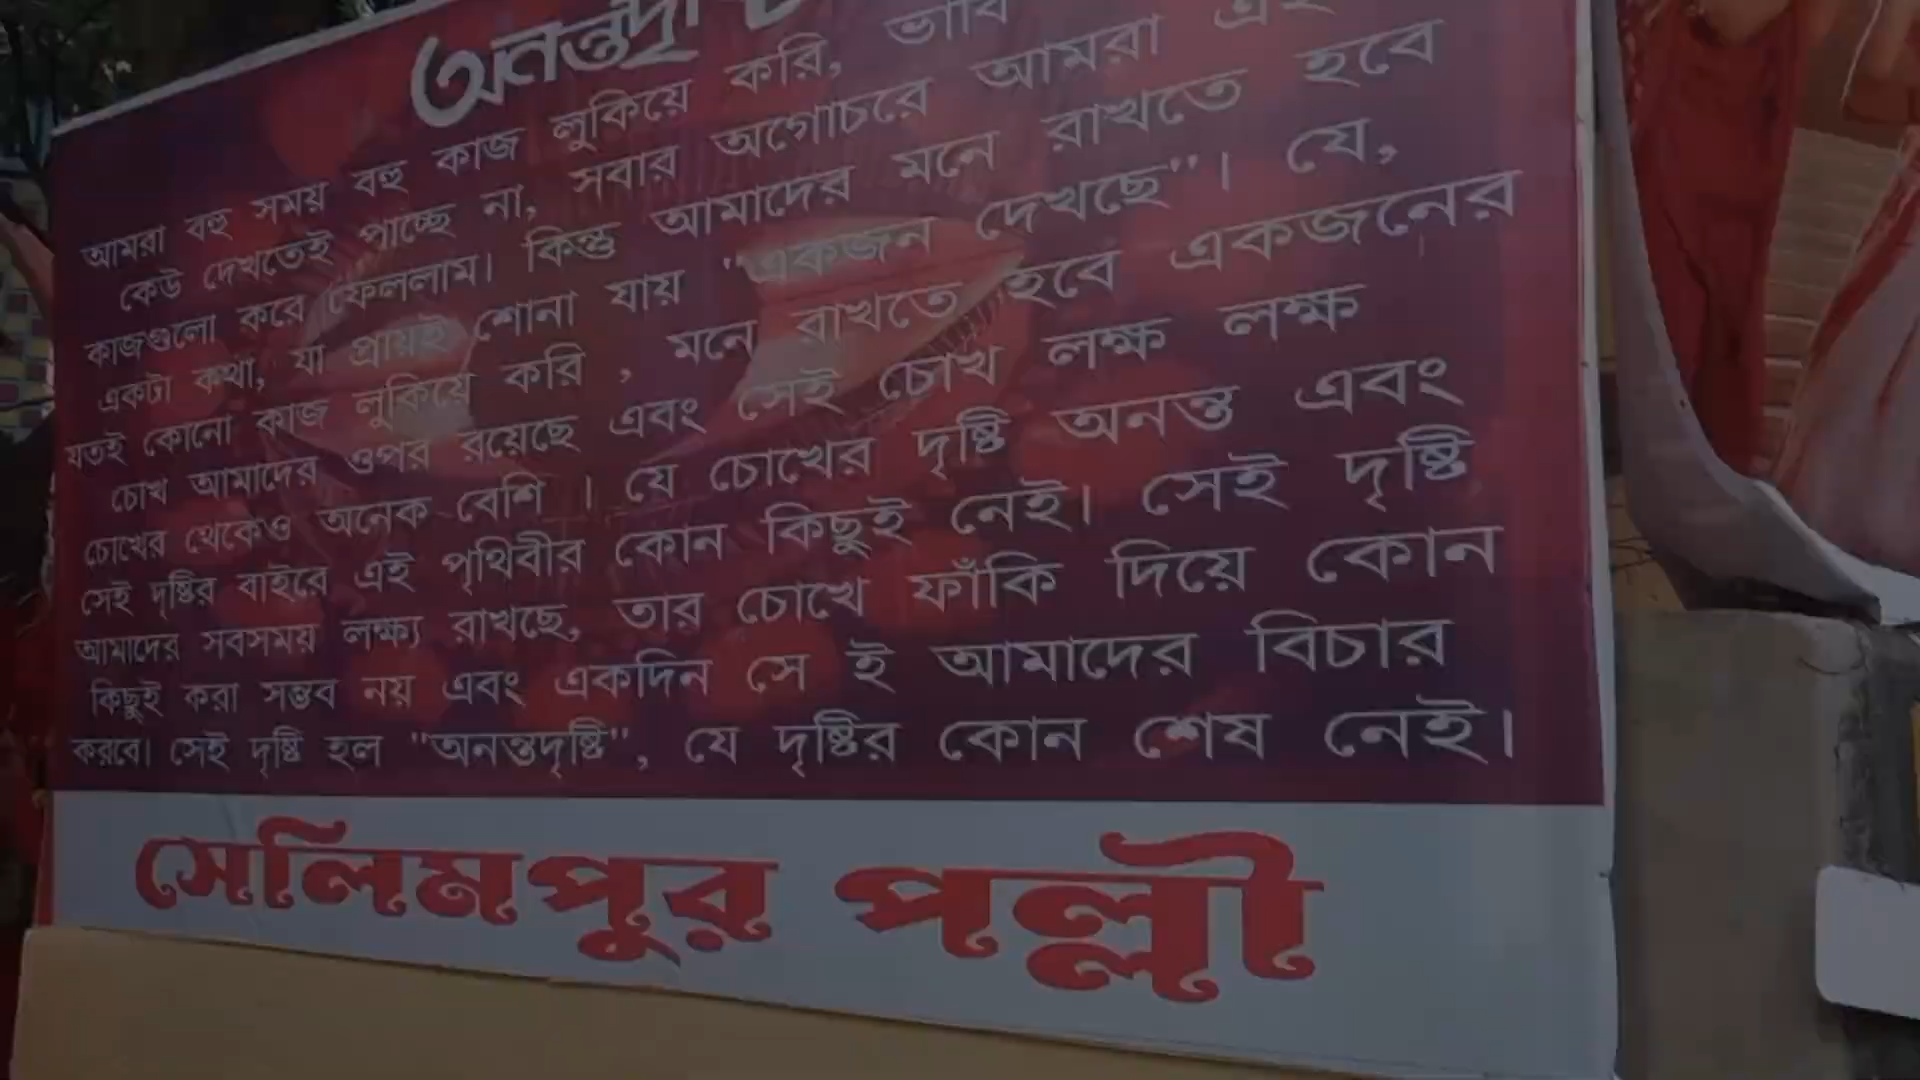 অনন্তদৃষ্টি
আমরা বহু সময় বহু কাজ লুকিয়ে করি, ভাবি
কেউ দেখতেই পাচ্ছে না, সবার অগোচরে আমরা এই
কাজগুলো করে ফেললাম। কিন্তু আমাদের মনে রাখতে হবে
একটা কথা, যা প্রায়ই শোনা যায় "একজন দেখছে"। যে,
যতই কোনো কাজ লুকিয়ে করি , মনে রাখতে হবে একজনের
চোখ আমাদের ওপর রয়েছে এবং সেই চোখ লক্ষ লক্ষ
চোখের থেকেও অনেক বেশি । যে চোখের দৃষ্টি অনন্ত এবং
সেই দৃষ্টির বাইরে এই পৃথিবীর কোন কিছুই নেই। সেই দৃষ্টি
আমাদের সবসময় লক্ষ্য রাখছে, তার চোখে ফাঁকি দিয়ে কোন
কিছুই করা সম্ভব নয় এবং একদিন সে ই আমাদের বিচার
করবে। সেই দৃষ্টি হল "অনন্তদৃষ্টি", যে দৃষ্টির কোন শেষ নেই।
সেলিমপুর পল্লী